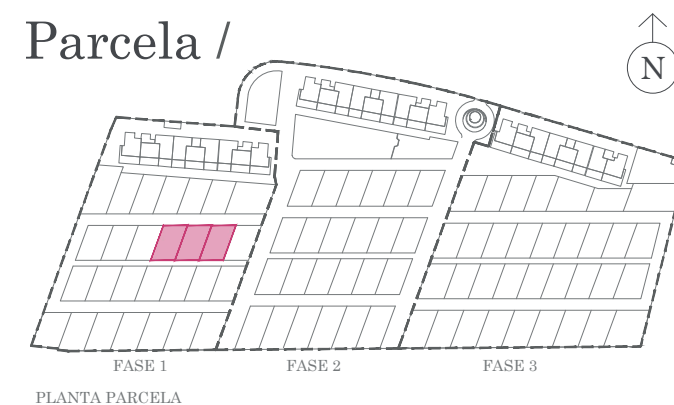 Parcela /
N
FASE 1
FASE 2
FASE 3
PLANTA PARCELA